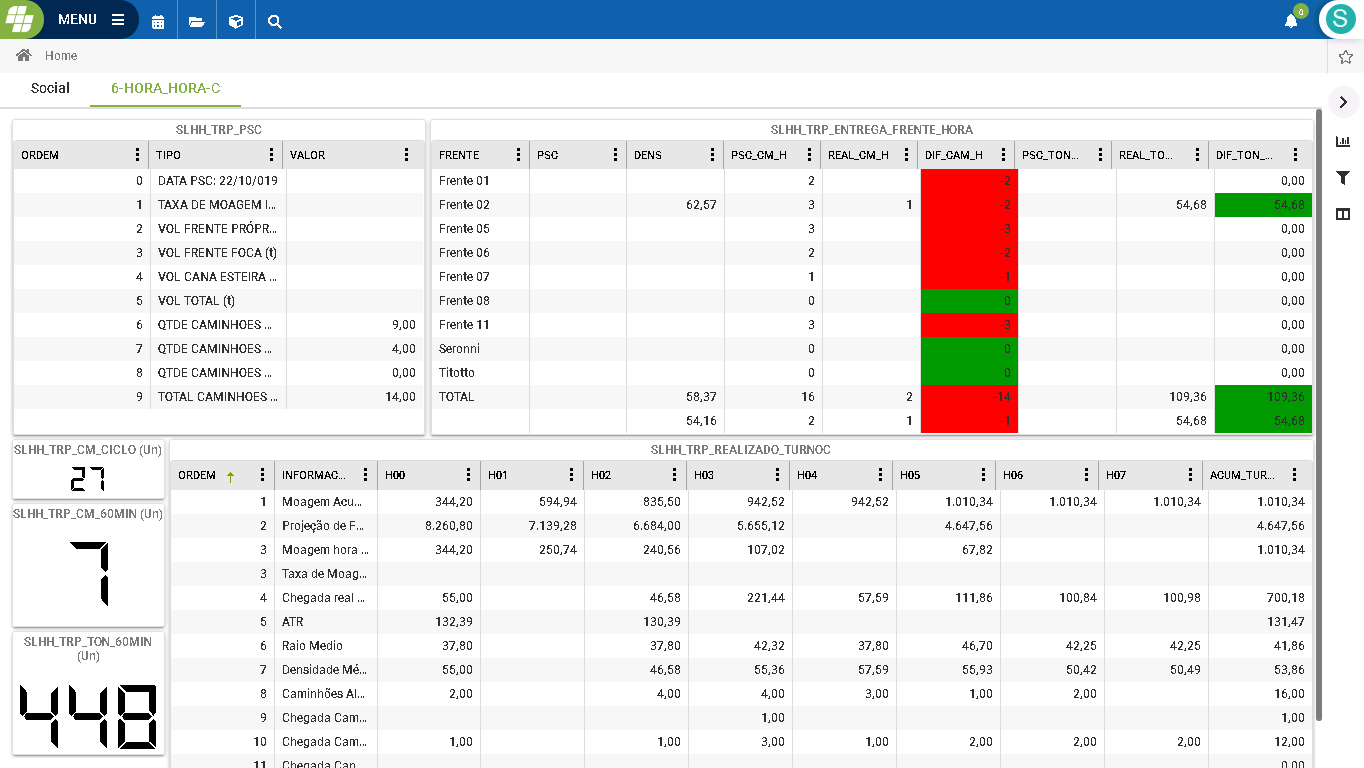 MENU
0
S
Home
Social 6-HORA_HORA-C
SLHH_TRP_PSC
ORDEM TIPO VALOR
0 DATA PSC: 22/10/019
1 TAXA DE MOAGEM I...
2 VOL FRENTE PRÓPR...
3 VOL FRENTE FOCA (t)
4 VOL CANA ESTEIRA ...
5 VOL TOTAL (t)
6 QTDE CAMINHOES ... 9,00
7 QTDE CAMINHOES ... 4,00
8 QTDE CAMINHOES ... 0,00
9 TOTAL CAMINHOES ... 14,00
SLHH_TRP_ENTREGA_FRENTE_HORA
FRENTE PSC DENS PSC_CM_H REAL_CM_H DIF_CAM_H PSC_TON... REAL_TO... DIF_TON_...
Frente 01 2 -2 0,00
Frente 02 62,57 3 1 -2 54,68 54,68
Frente 05 3 -3 0,00
Frente 06 2 -2 0,00
Frente 07 1 -1 0,00
Frente 08 0 0 0,00
Frente 11 3 -3 0,00
Seronni 0 0 0,00
Titotto 0 0 0,00
TOTAL 58,37 16 2 -14 109,36 109,36
54,16 2 1 -1 54,68 54,68
SLHH_TRP_CM_CICLO (Un)
27
SLHH_TRP_CM_60MIN (Un)
7
SLHH_TRP_TON_60MIN
(Un)
448
SLHH_TRP_REALIZADO_TURNOC
ORDEM INFORMAC... H00 H01 H02 H03 H04 H05 H06 H07 ACUM_TUR...
1 Moagem Acu... 344,20 594,94 835,50 942,52 942,52 1.010,34 1.010,34 1.010,34 1.010,34
2 Projeção de F... 8.260,80 7.139,28 6.684,00 5.655,12 4.647,56 4.647,56
3 Moagem hora ... 344,20 250,74 240,56 107,02 67,82 1.010,34
3 Taxa de Moag...
4 Chegada real ... 55,00 46,58 221,44 57,59 111,86 100,84 100,98 700,18
5 ATR 132,39 130,39 131,47
6 Raio Medio 37,80 37,80 42,32 37,80 46,70 42,25 42,25 41,86
7 Densidade Mé... 55,00 46,58 55,36 57,59 55,93 50,42 50,49 53,86
8 Caminhões Al... 2,00 4,00 4,00 3,00 1,00 2,00 16,00
9 Chegada Cam... 1,00 1,00
10 Chegada Cam... 1,00 1,00 3,00 1,00 2,00 2,00 2,00 12,00
11 Chegada Can... 0,00